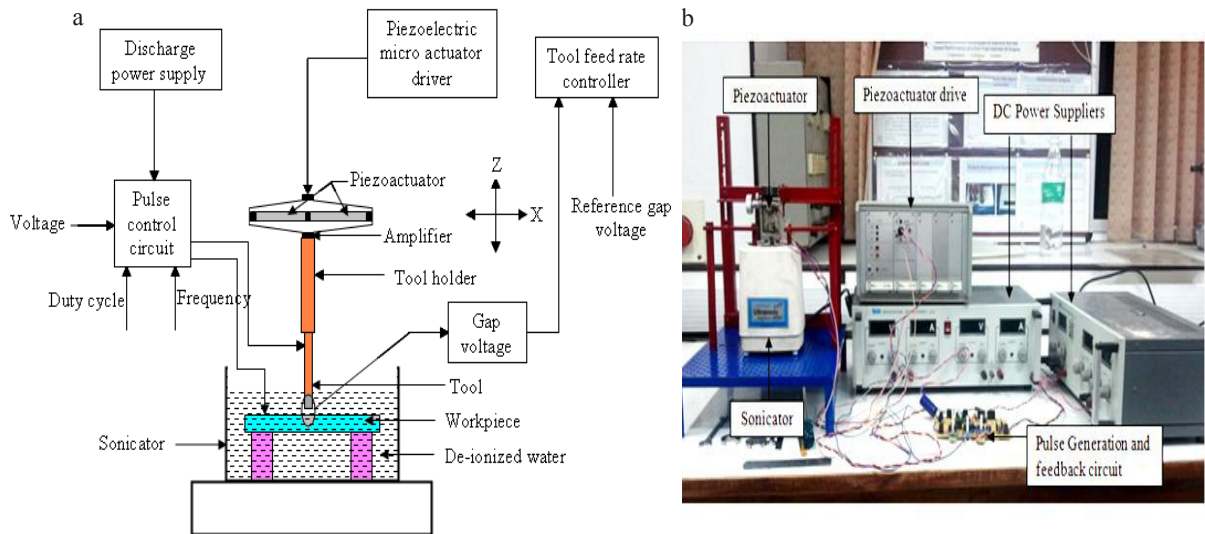 a
Discharge
power supply
Piezoelectric
micro actuator
driver
Tool feed rate
controller
Piezoactuator
Z
X
Voltage
Pulse
control
circuit
Amplifier
Reference gap
voltage
Tool holder
Duty cycle
Frequency
Gap
voltage
Tool
Workpiece
Sonicator
De-ionized water
b
Piezoactuator
Piezoactuator drive
DC Power Suppliers
V
A
V
A
Sonicator
Pulse Generation and
feedback circuit